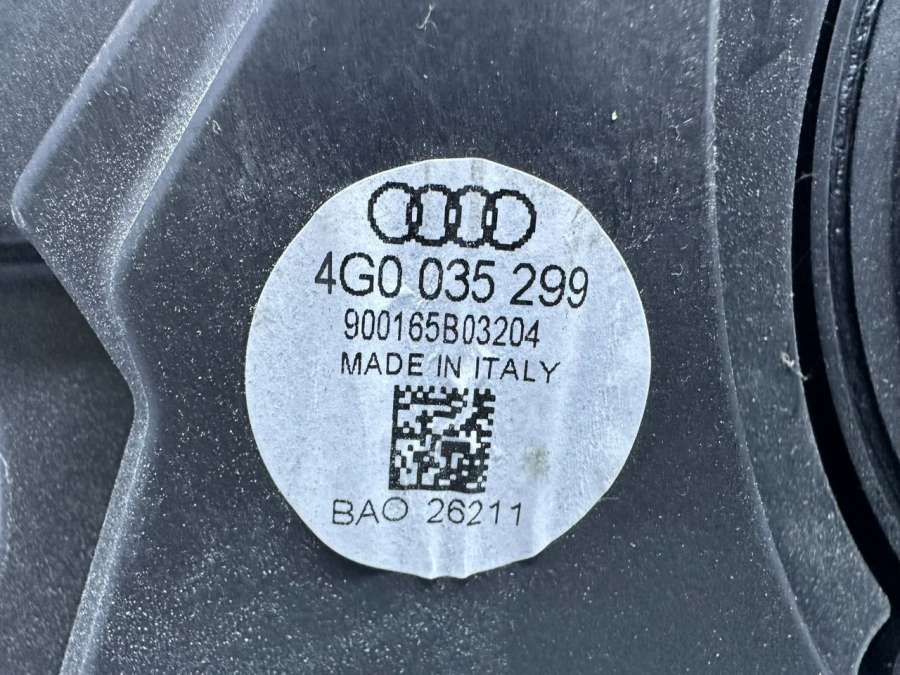 4G0 035 299
900165B03204
MADE IN ITALY
BAO 26211